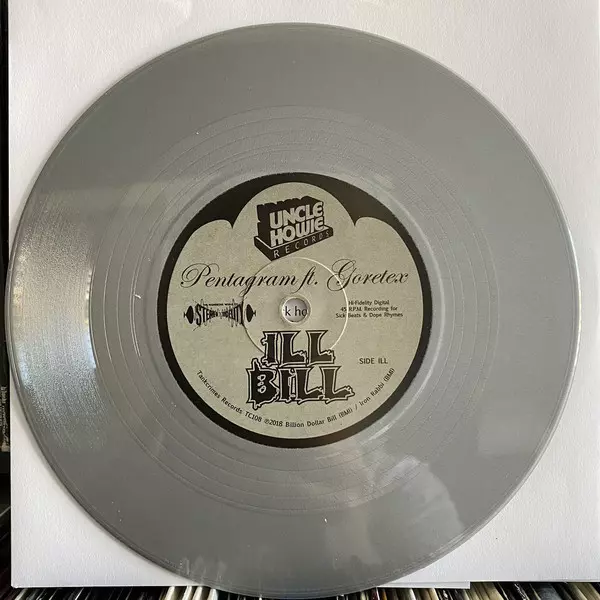 UNCLE
HOWIE
RECORDS
Pentagram ft. Goretex
k ho
Hi-Fidelity Digital
45 R.P.M. Recording for
Sick Beats & Dope Rhymes
SIDE ILL
ILL
BILL
Tankcrimes Records TC108 ℗2018 Billion Dollar Bill (BMI) / Iron Rabbi (BMI)